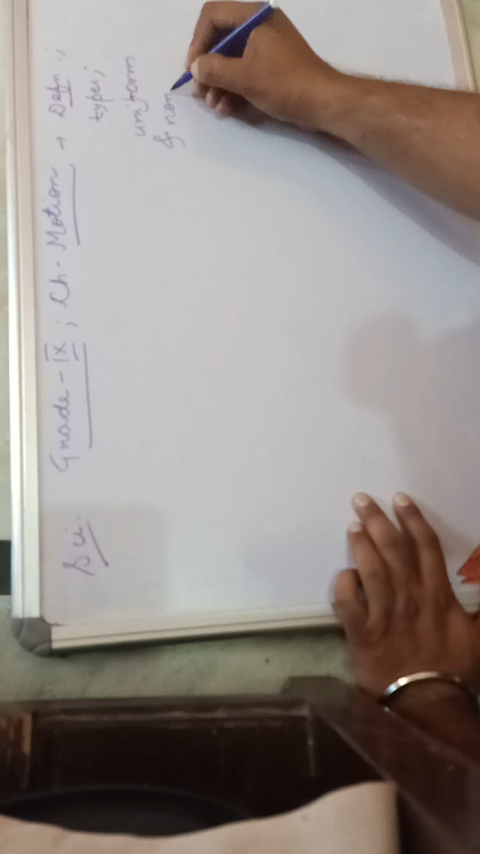 Sci. Grade-IX; Ch-Motion → Defn.;
types;
uniform
& non